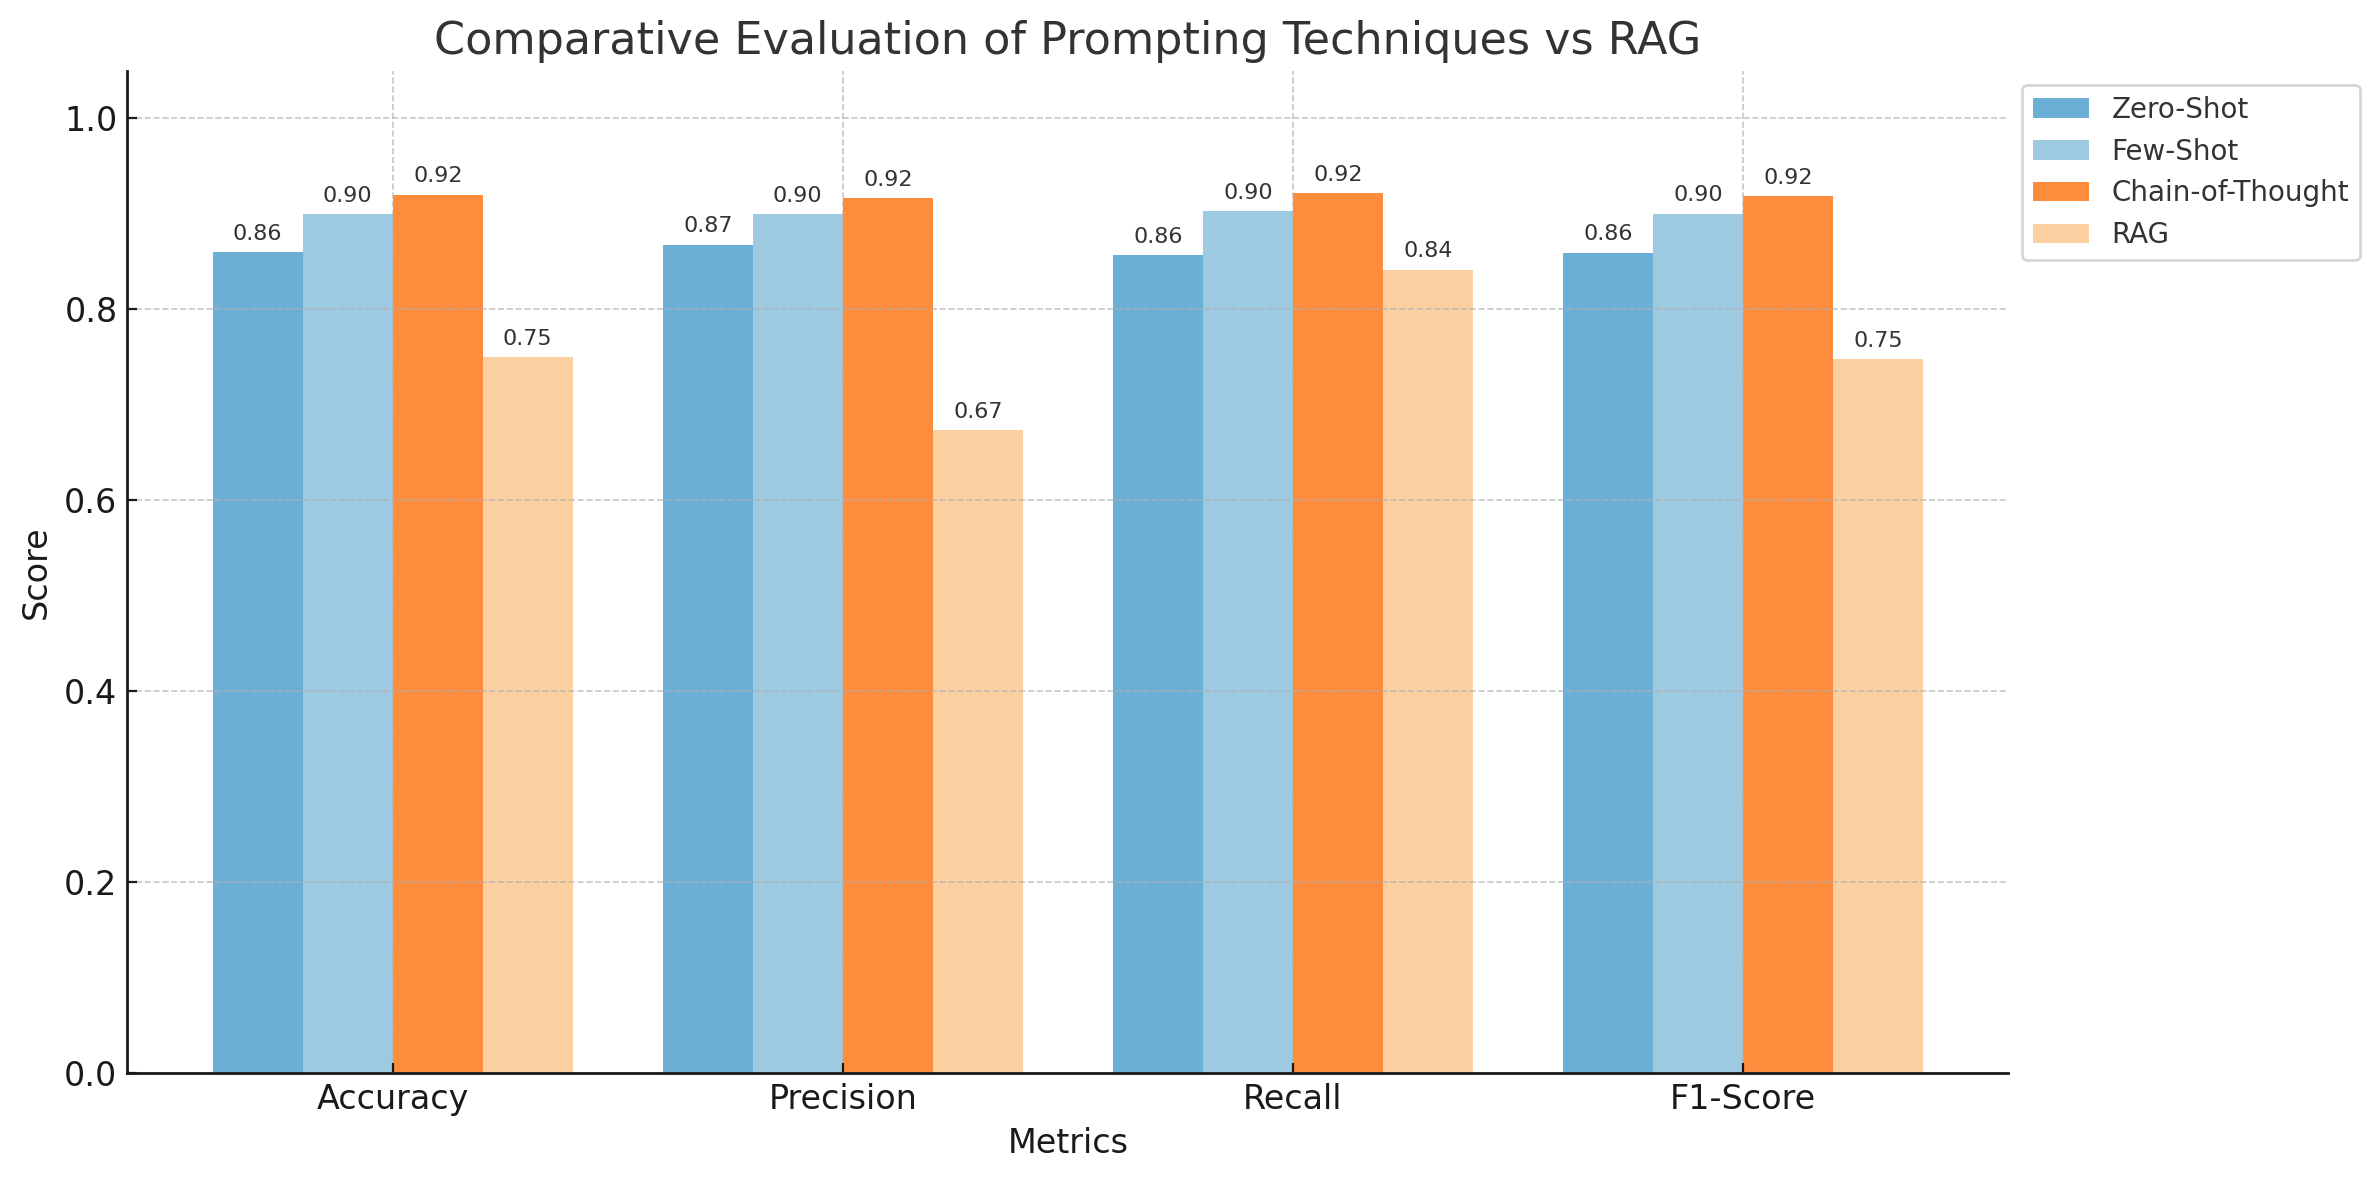 Comparative Evaluation of Prompting Techniques vs RAG
Zero-Shot
Few-Shot
Chain-of-Thought
RAG
1.0
0.8
0.6
0.4
0.2
0.0
Score
0.86
0.90
0.92
0.75
0.87
0.90
0.92
0.67
0.86
0.90
0.92
0.84
0.86
0.90
0.92
0.75
Accuracy
Precision
Recall
F1-Score
Metrics